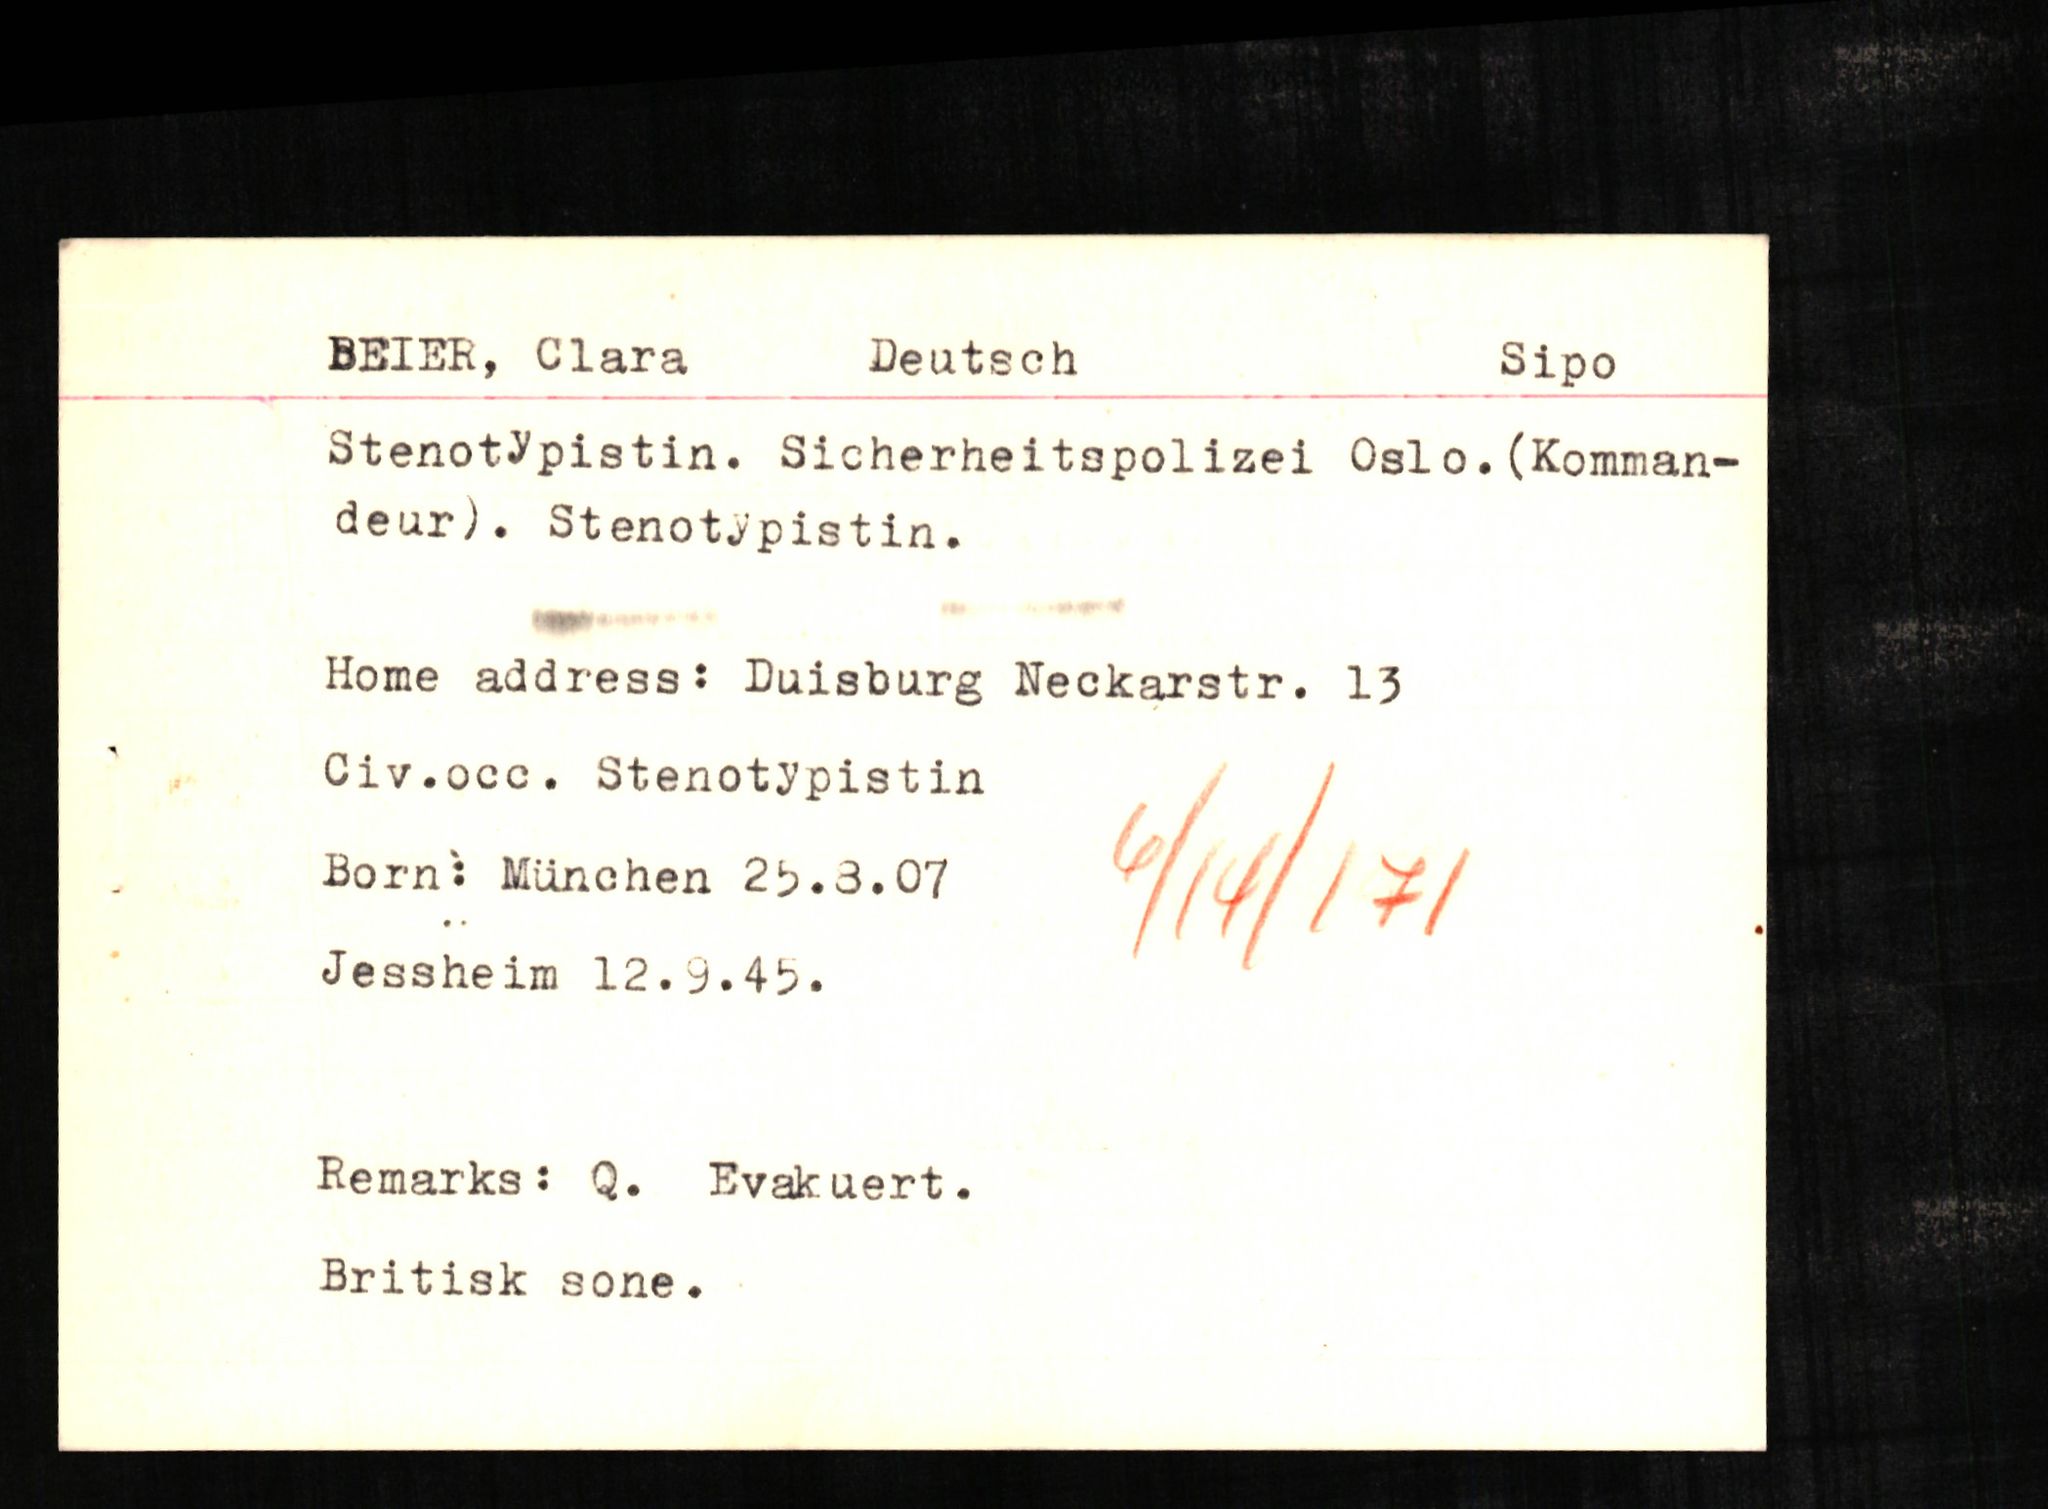 BEIER, Clara Deutsch Sipo
Stenotypistin. Sicherheitspolizei Oslo.(Komman-
deur). Stenotypistin.
Home address: Duisburg Neckarstr. 13
Civ.occ. Stenotypistin
Born: München 25.8.07
6/14/171
Jessheim 12.9.45.
Remarks: Q. Evakuert.
Britisk sone.